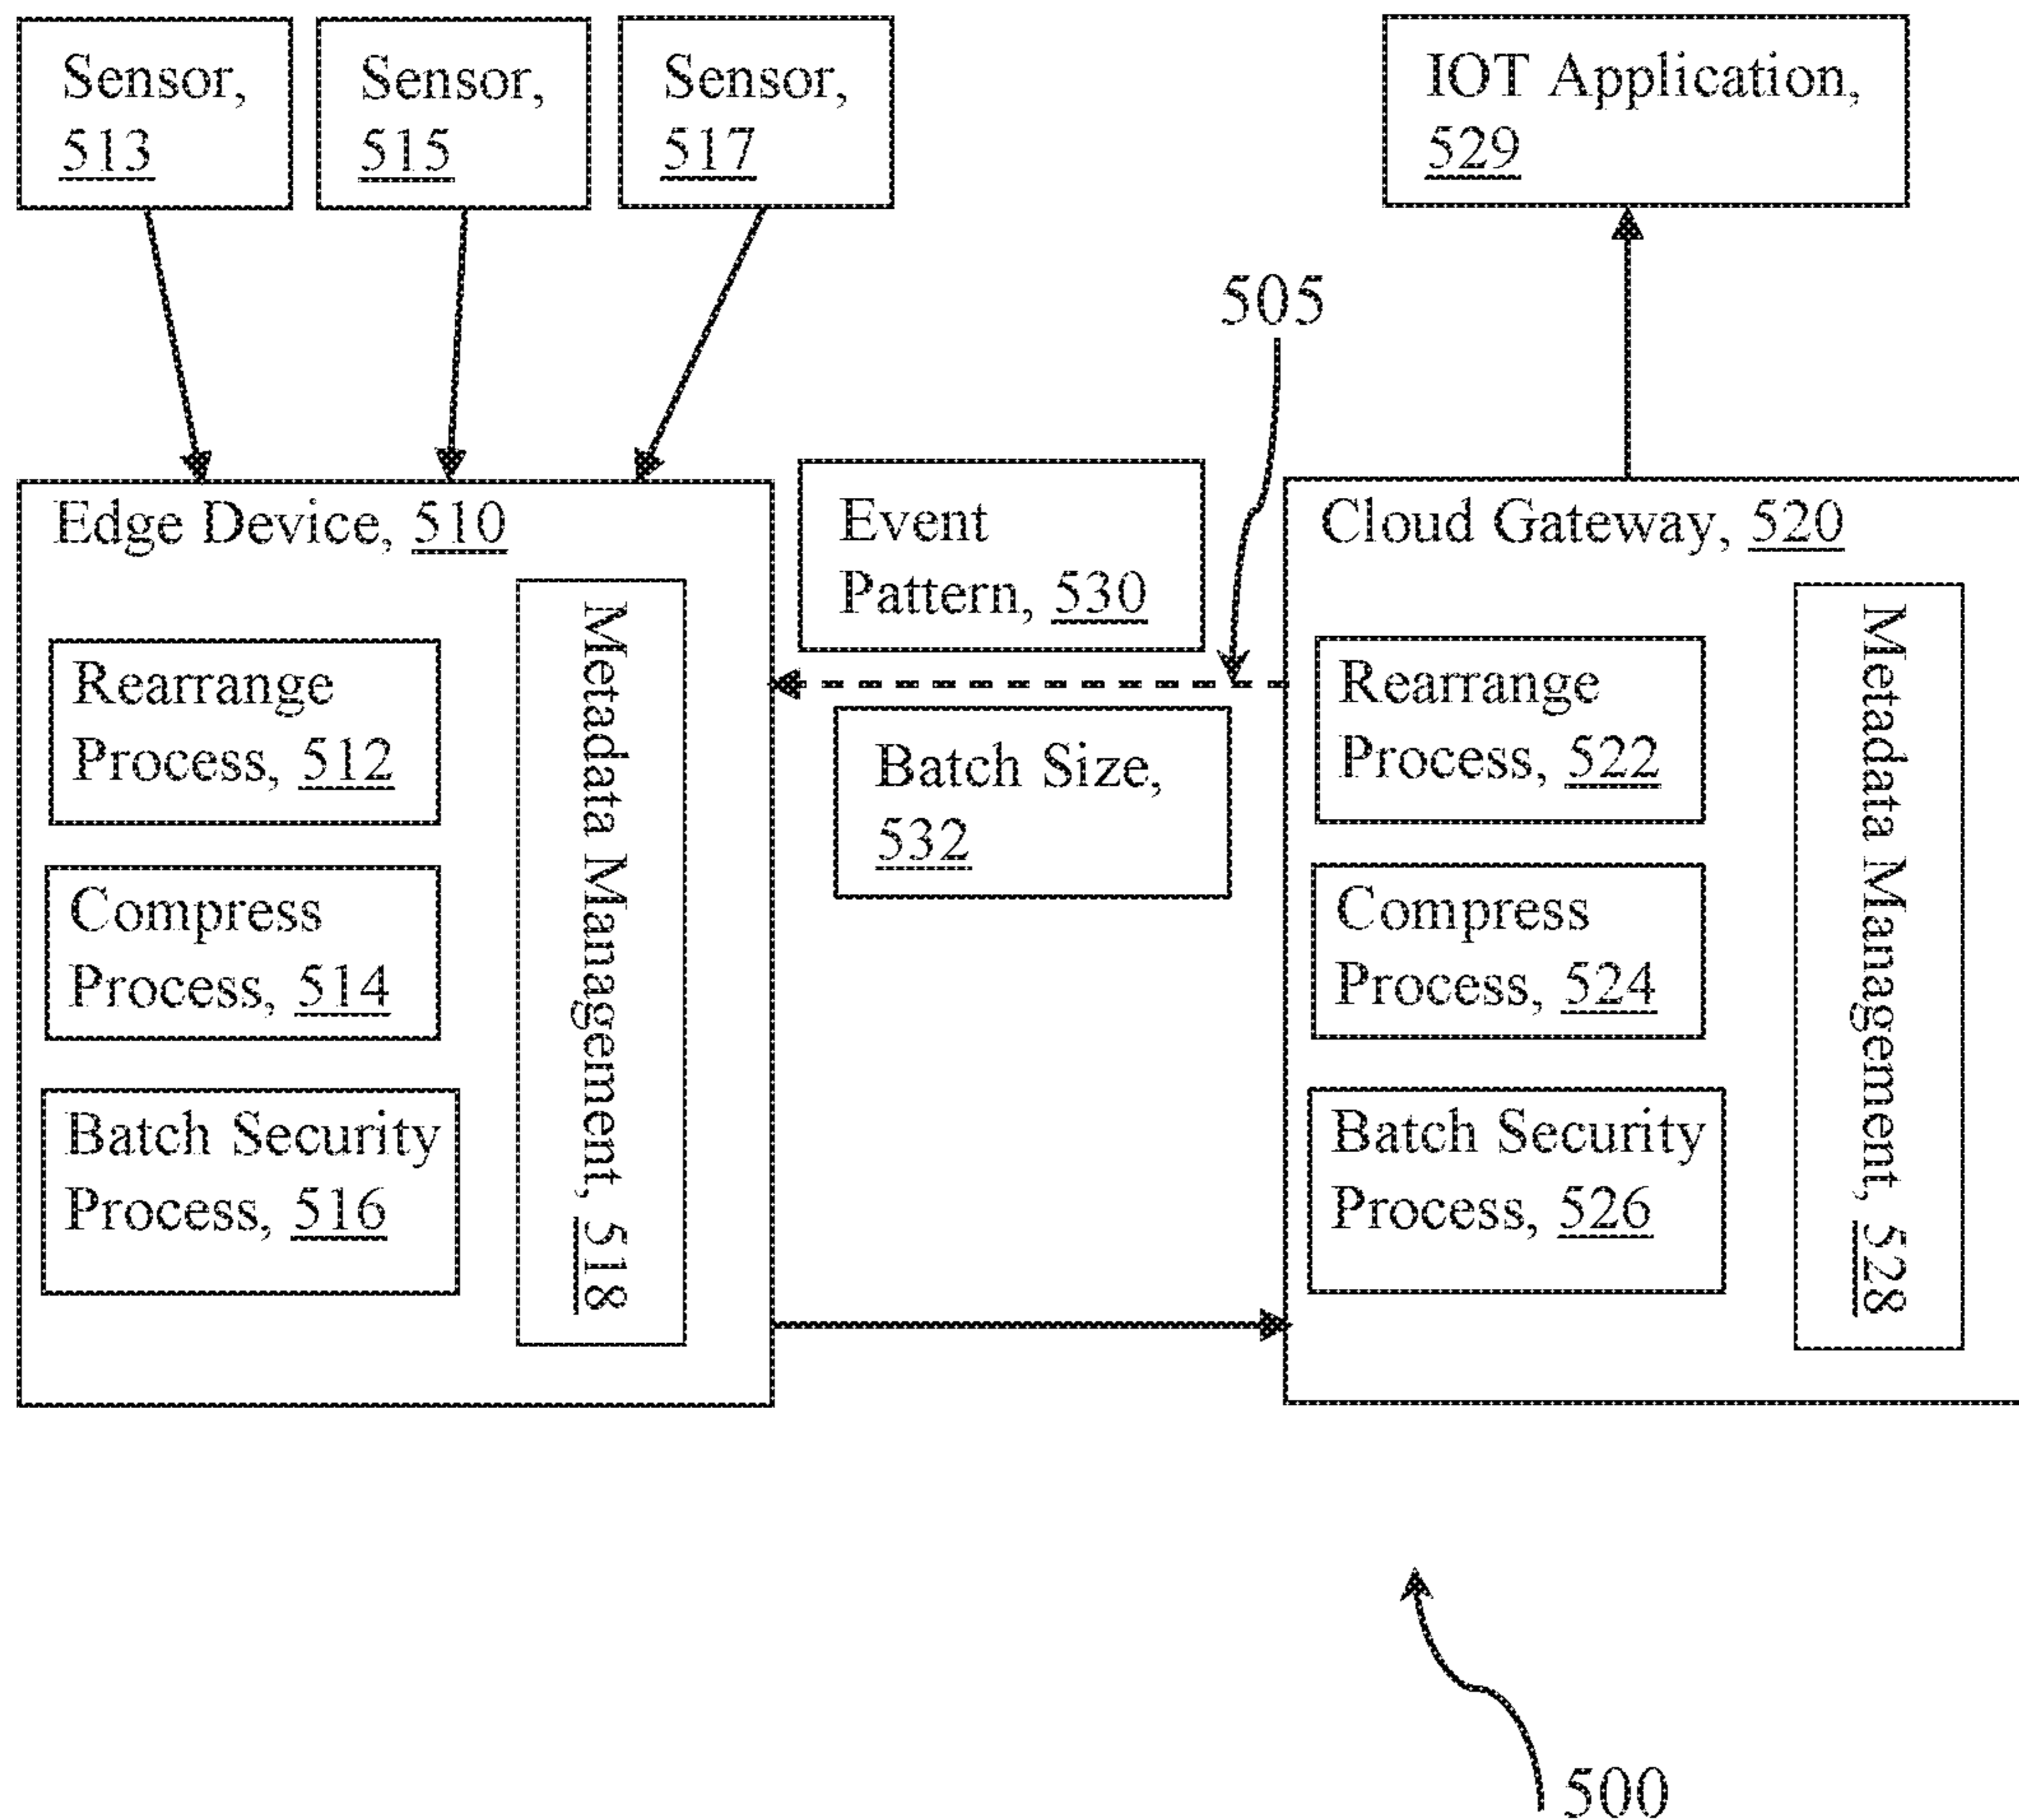 Sensor,
513
Sensor,
515
Sensor,
517
IOT Application,
529
505
Edge Device, 510
Rearrange
Process, 512
Compress
Process, 514
Batch Security
Process, 516
Metadata Management, 518
Event
Pattern, 530
Batch Size,
532
Cloud Gateway, 520
Rearrange
Process, 522
Compress
Process, 524
Batch Security
Process, 526
Metadata Management, 528
500